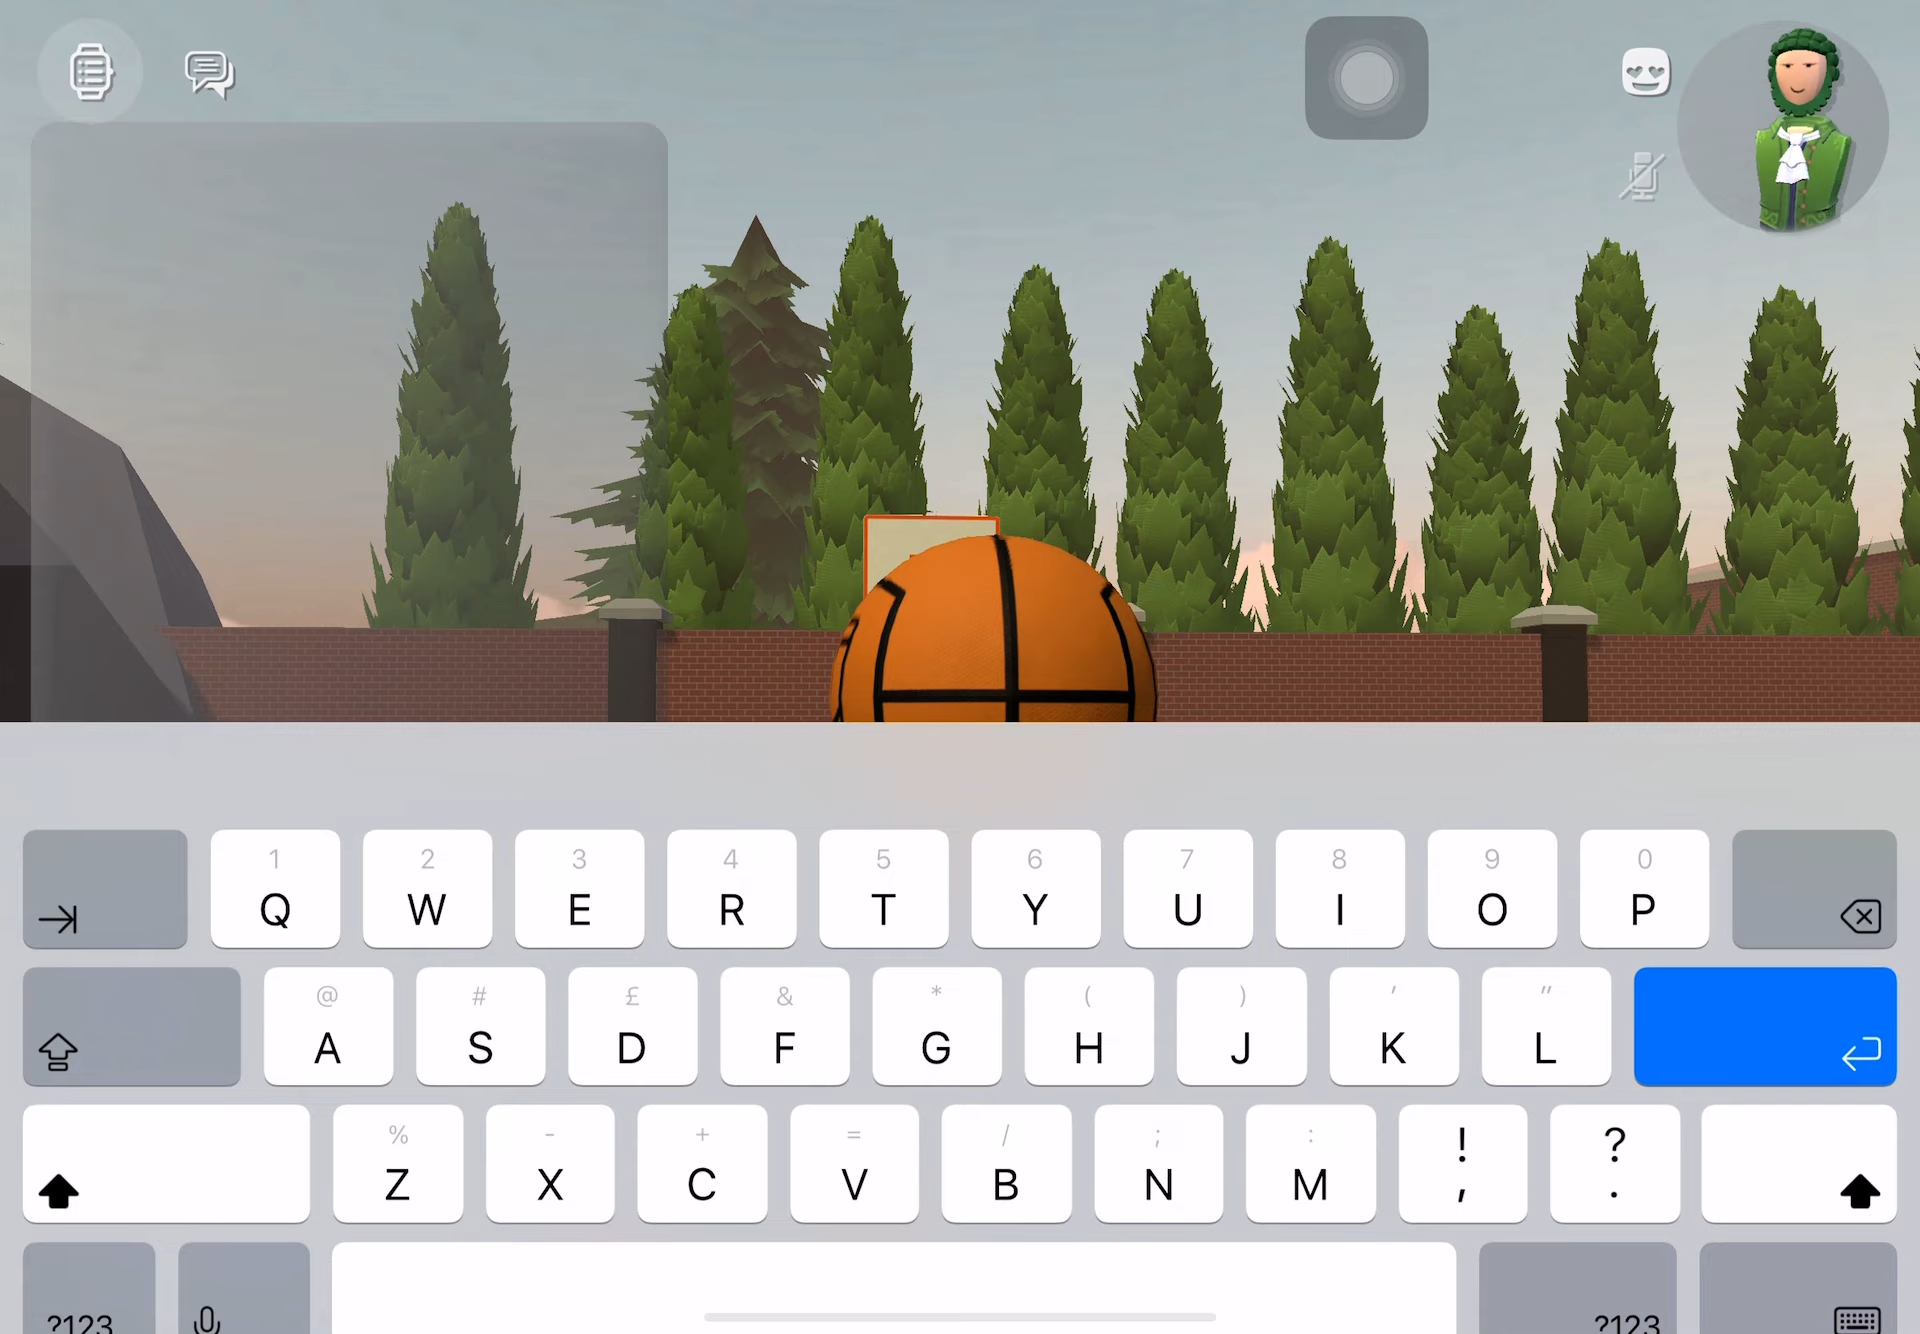 1 2 3 4 5 6 7 8 9 0
Q W E R T Y U I O P
@ # £ & * ( ) ' "
A S D F G H J K L
% - + = / ; : ! ?
Z X C V B N M , .
?123 ?123